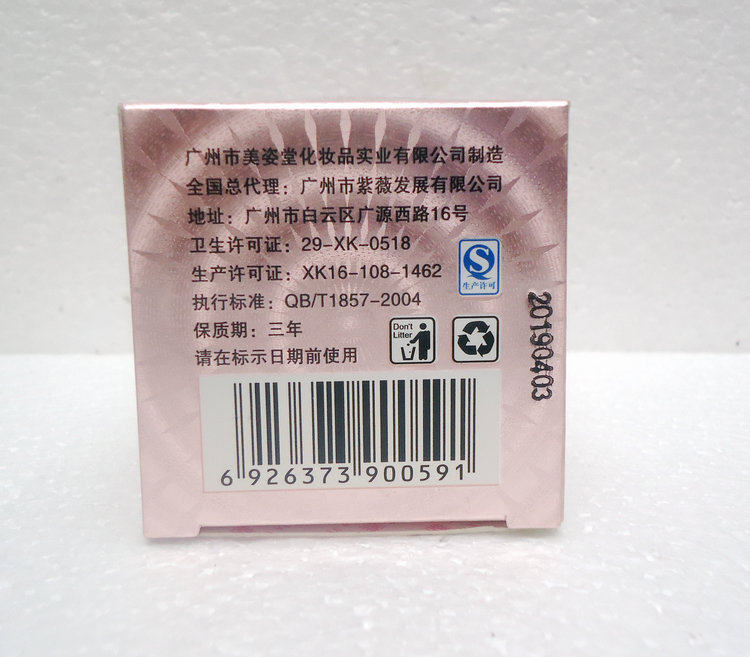 广州市美姿堂化妆品实业有限公司制造
全国总代理：广州市紫薇发展有限公司
地址：广州市白云区广源西路16号
卫生许可证：29-XK-0518
生产许可证：XK16-108-1462
执行标准：QB/T1857-2004
保质期：三年
请在标示日期前使用
生产许可
Don't
Litter
20190403
6 926373 900591